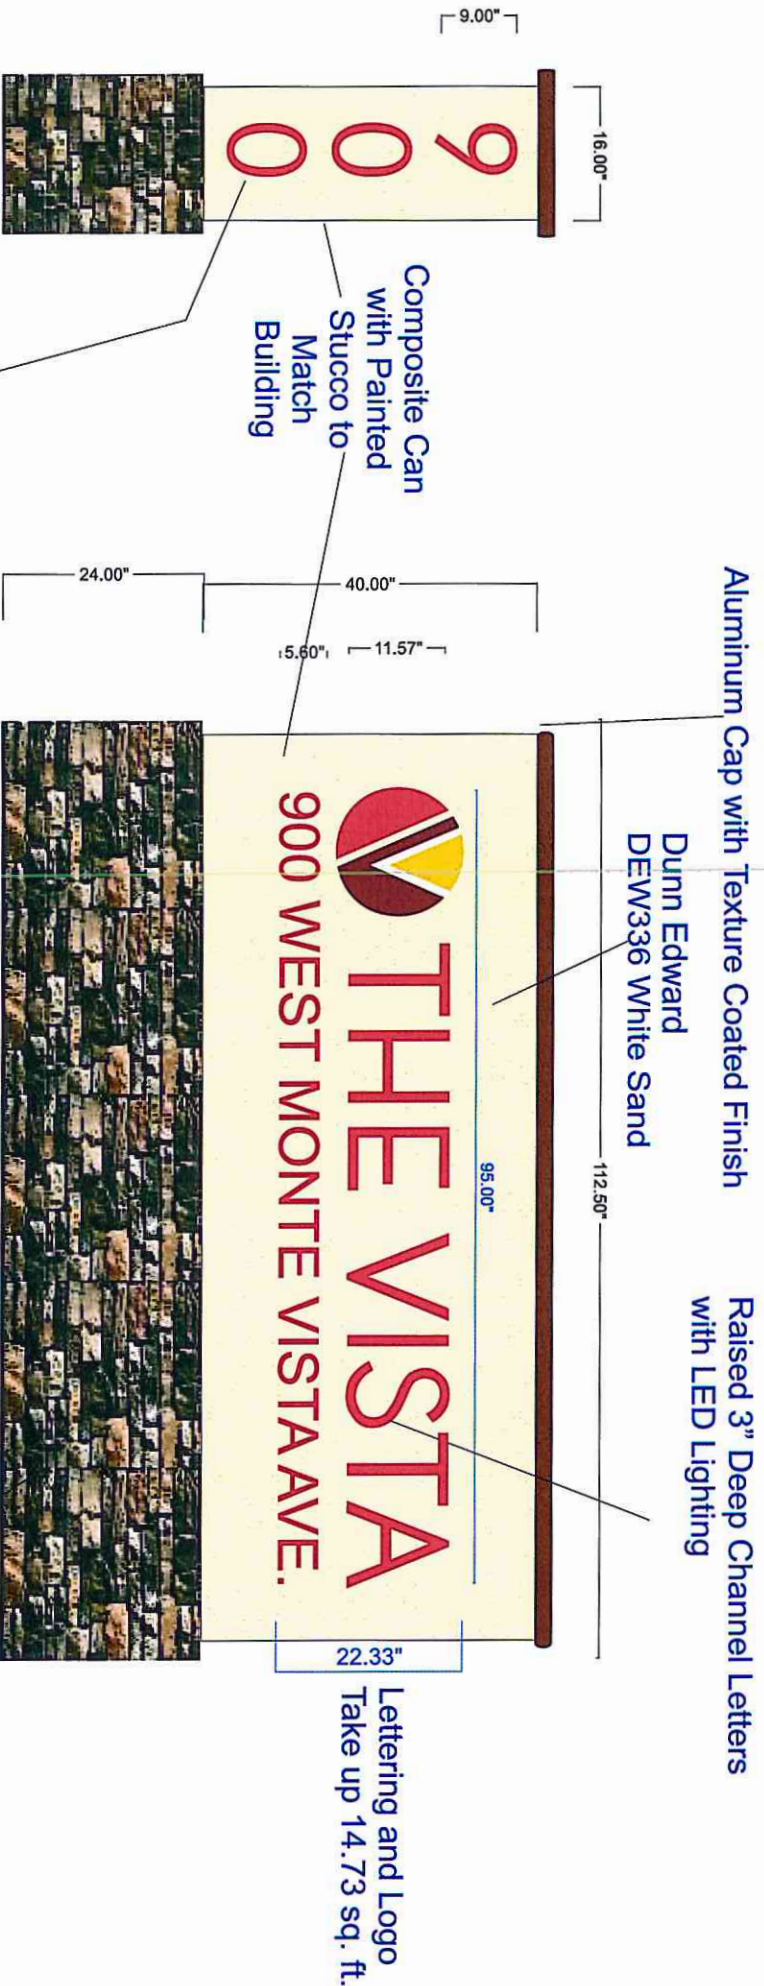 Aluminum Cap with Texture Coated Finish
Raised 3” Deep Channel Letters
with LED Lighting
Dunn Edward
DEW336 White Sand
16.00"
112.50"
9.00"
9
0
0
Composite Can
with Painted
Stucco to
Match
Building
40.00"
24.00"
11.57"
5.60"
95.00"
THE VISTA
900 WEST MONTE VISTA AVE.
22.33"
Lettering and Logo
Take up 14.73 sq. ft.